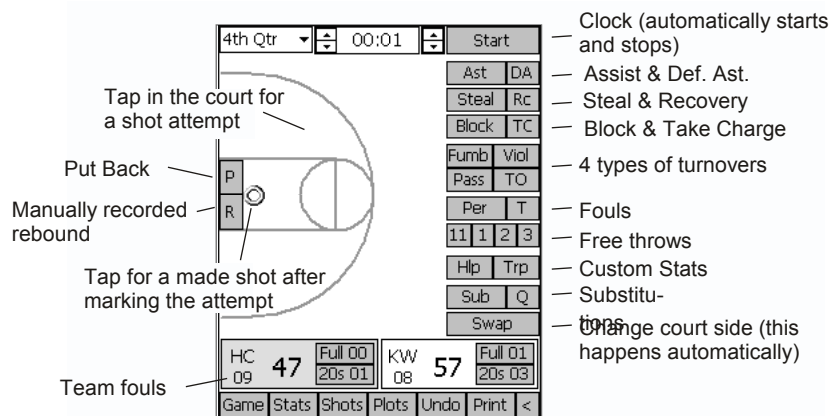 4th Qtr 00:01 Start
Clock (automatically starts
and stops)
Ast DA
Assist & Def. Ast.
Steal Rc
Steal & Recovery
Block TC
Block & Take Charge
Fumb Viol
Pass TO
4 types of turnovers
Per T
Fouls
11 1 2 3
Free throws
Hlp Trp
Custom Stats
Sub Q
Substitu-
tions
Swap
Change court side (this
happens automatically)
Tap in the court for
a shot attempt
Put Back
P
Manually recorded
rebound
R
Tap for a made shot after
marking the attempt
Team fouls
HC 47 Full 00
09 20s 01
KW 57 Full 01
08 20s 03
Game Stats Shots Plots Undo Print <